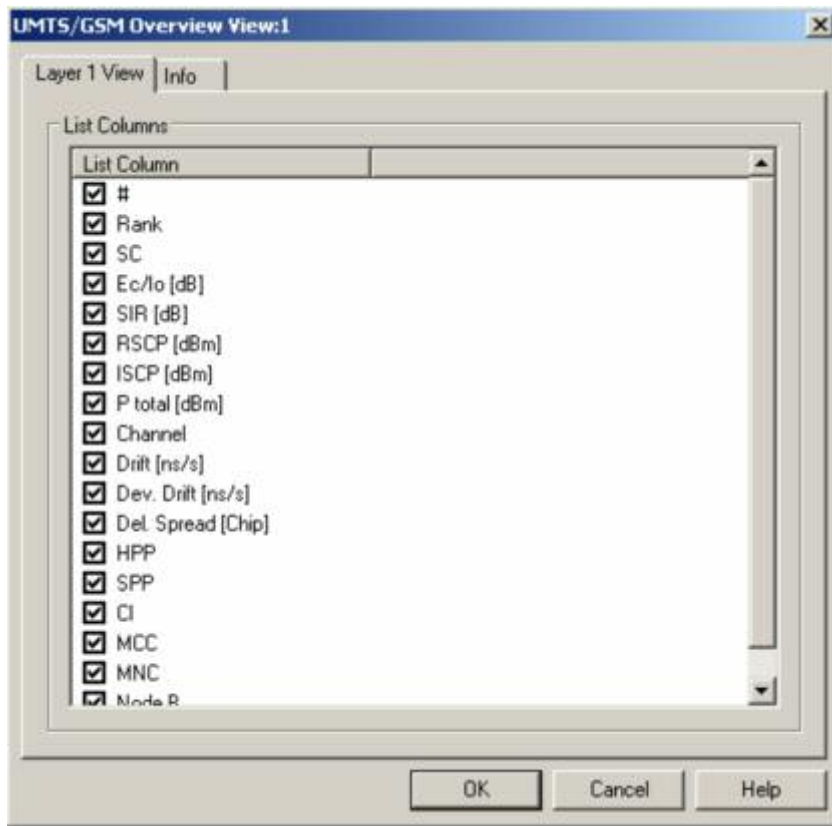 UMTS/GSM Overview View:1
Layer 1 View Info
List Columns
List Column
#
Rank
SC
Ec/Io [dB]
SIR [dB]
RSCP [dBm]
ISCP [dBm]
P total [dBm]
Channel
Drift [ns/s]
Dev. Drift [ns/s]
Del. Spread [Chip]
HPP
SPP
CI
MCC
MNC
Node B
OK Cancel Help